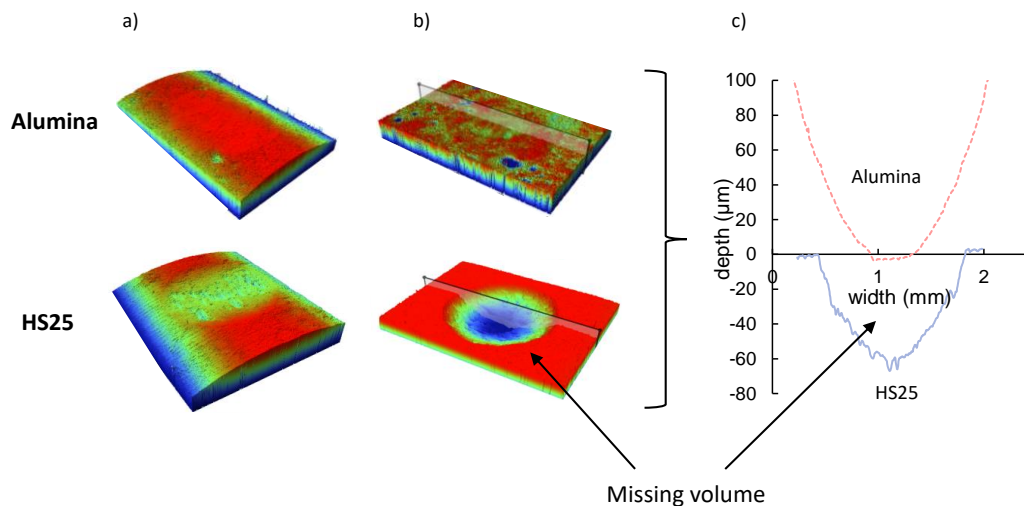 a)
b)
c)
Alumina
HS25
100
80
60
40
20
0
-20
-40
-60
-80
depth (µm)
0
1
2
width (mm)
Alumina
HS25
Missing volume